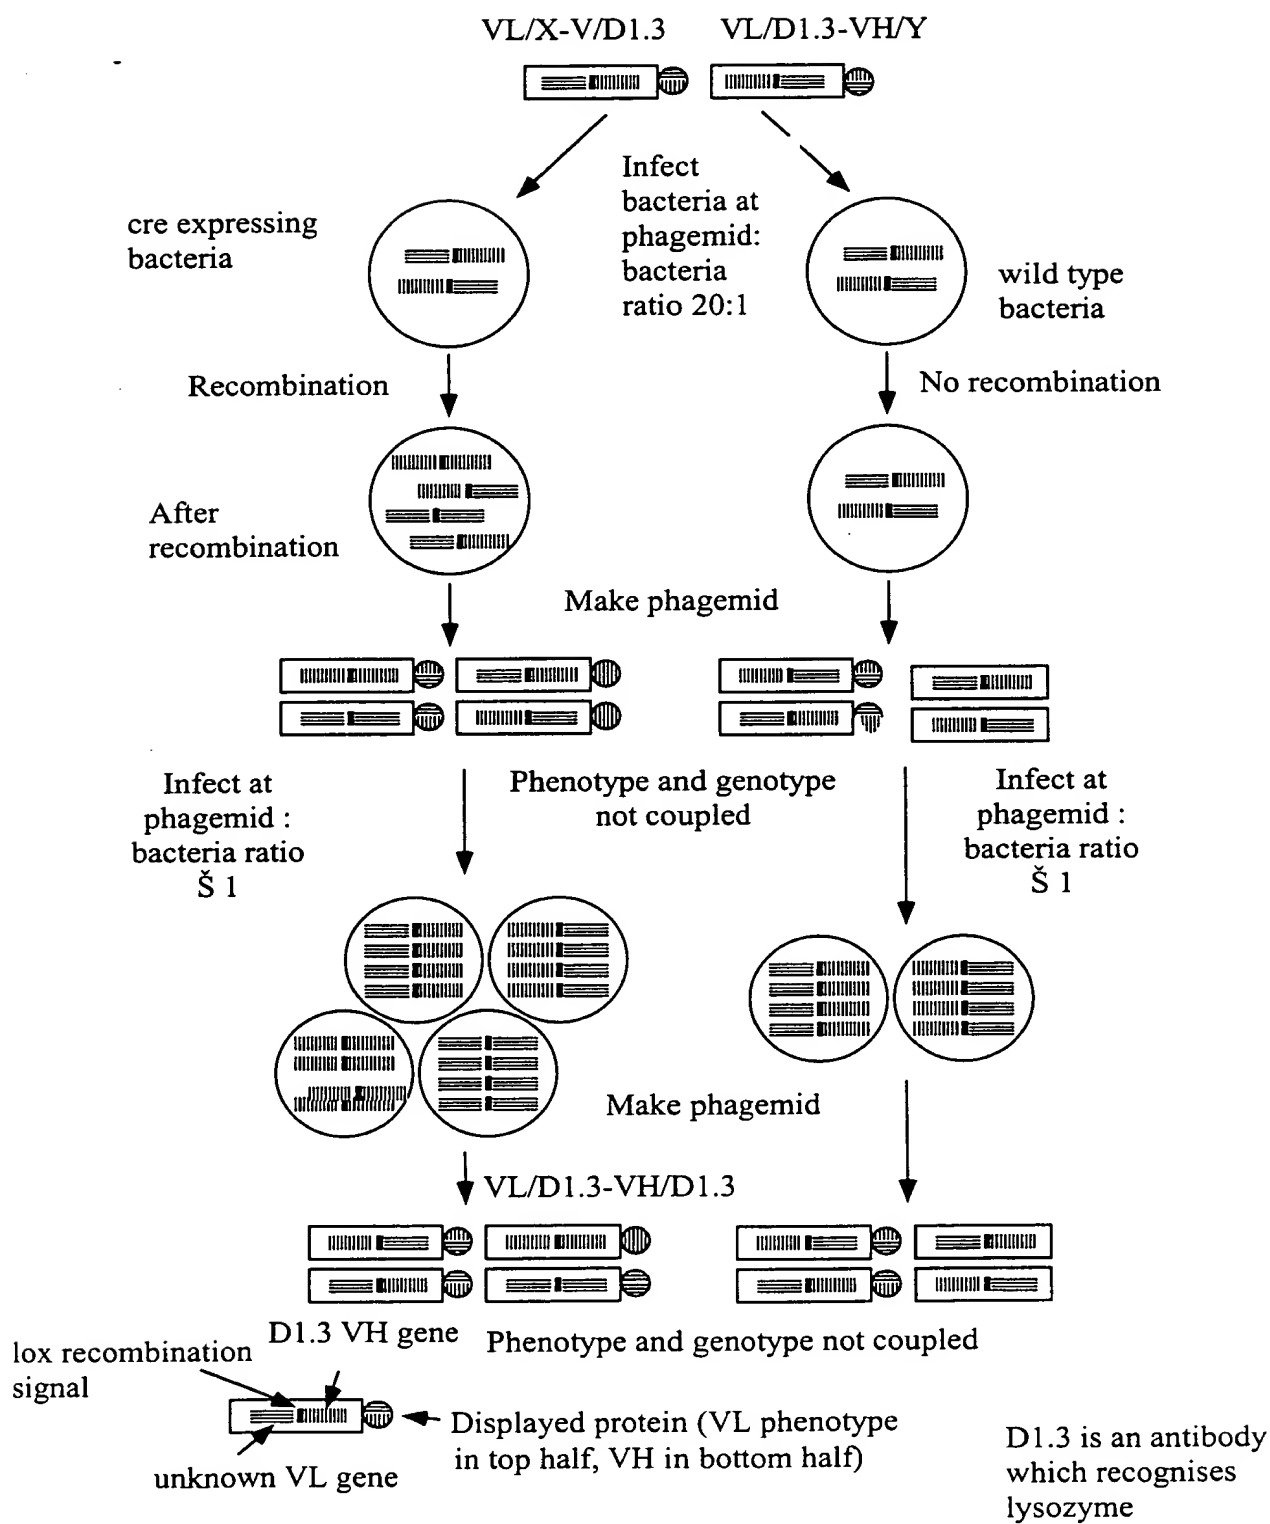 VL/X-V/D1.3
VL/D1.3-VH/Y
Infect
bacteria at
phagemid:
bacteria
ratio 20:1
cre expressing
bacteria
wild type
bacteria
Recombination
No recombination
After
recombination
Make phagemid
Infect at
phagemid :
bacteria ratio
Š 1
Phenotype and genotype
not coupled
Infect at
phagemid :
bacteria ratio
Š 1
Make phagemid
VL/D1.3-VH/D1.3
D1.3 VH gene
Phenotype and genotype not coupled
lox recombination
signal
unknown VL gene
Displayed protein (VL phenotype
in top half, VH in bottom half)
D1.3 is an antibody
which recognises
lysozyme